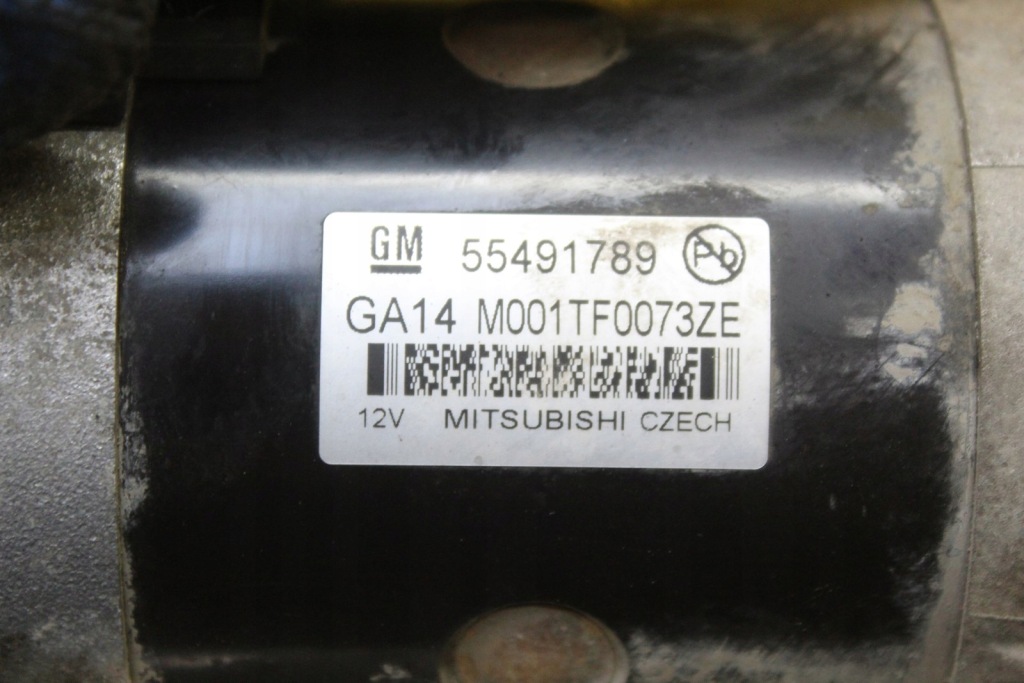 GM 55491789 Pb
GA14 M001TF0073ZE
12V MITSUBISHI CZECH